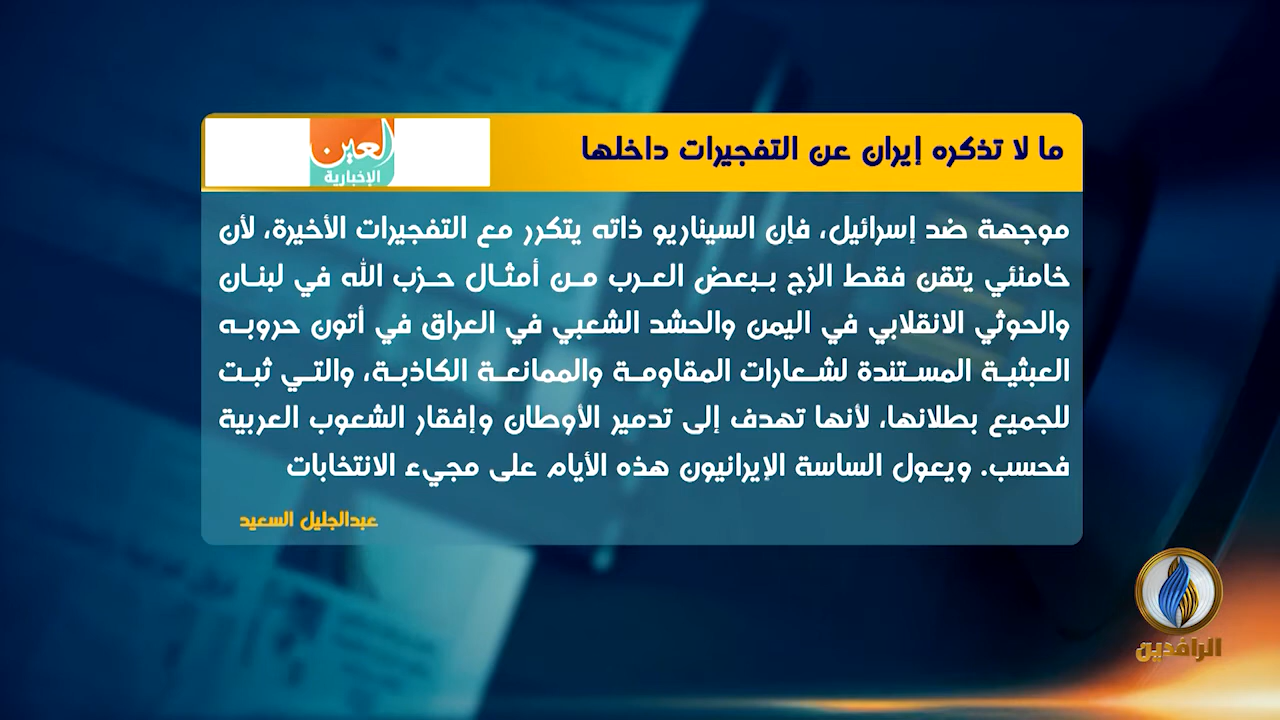 ما لا تذكره إيران عن التفجيرات داخلها
العين
الإخبارية
موجهة ضد إسرائيل، فإن السيناريو ذاته يتكرر مع التفجيرات الأخيرة، لأن
خامنئي يتقن فقط الزج ببعض العرب من أمثال حزب الله في لبنان
والحوثي الانقلابي في اليمن والحشد الشعبي في العراق في أتون حروبه
العبثية المستندة لشعارات المقاومة والممانعة الكاذبة، والتي ثبت
للجميع بطلانها، لأنها تهدف إلى تدمير الأوطان وإفقار الشعوب العربية
فحسب. ويعول الساسة الإيرانيون هذه الأيام على مجيء الانتخابات
عبدالجليل السعيد
الرافدين